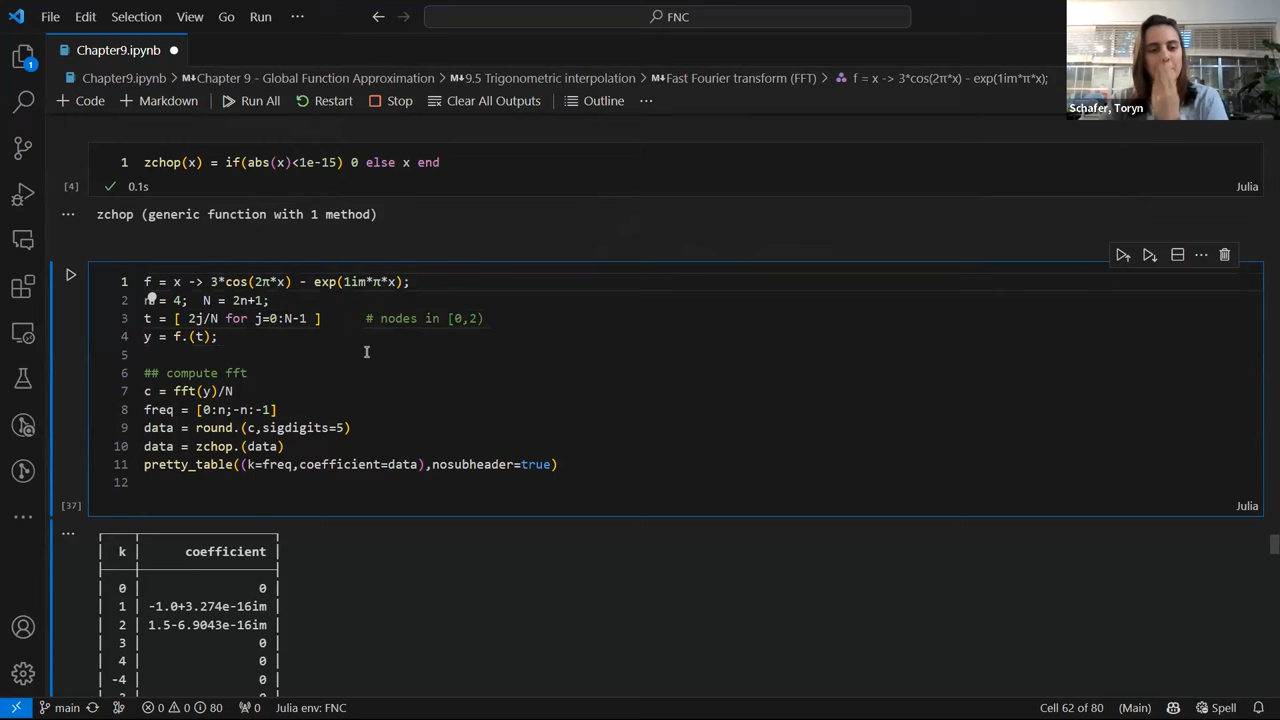 File Edit Selection View Go Run ··· FNC
Chapter9.ipynb
Chapter9.ipynb > M↓Chapter 9 - Global Function Approximation > M↓9.5 Trigonometric interpolation > M↓Fast Fourier transform (FFT) > f = x -> 3*cos(2π*x) - exp(1im*π*x);
+ Code + Markdown Run All Restart Stop Clear All Outputs Outline ···
Schafer, Toryn
1 zchop(x) = if(abs(x)<1e-15) 0 else x end
[4] ✓ 0.1s Julia
··· zchop (generic function with 1 method)
1 f = x -> 3*cos(2π*x) - exp(1im*π*x);
= 4; N = 2n+1;
3 t = [ 2j/N for j=0:N-1 ] # nodes in [0,2)
4 y = f.(t);
5
6 ## compute fft
7 c = fft(y)/N
8 freq = [0:n;-n:-1]
9 data = round.(c,sigdigits=5)
10 data = zchop.(data)
11 pretty_table((k=freq,coefficient=data),nosubheader=true)
12
[37] Julia
k coefficient
0 0
1 -1.0+3.274e-16im
2 1.5-6.9043e-16im
3 0
4 0
-4 0
main 0 0 80 0 Julia env: FNC Cell 62 of 80 (Main) Spell
1